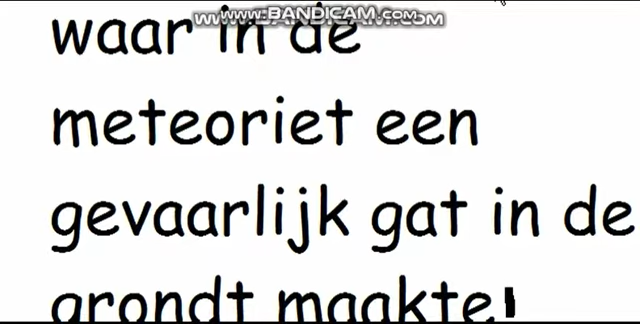 www.BANDICAM.com
waar in de
meteoriet een
gevaarlijk gat in de
grondt maakte!